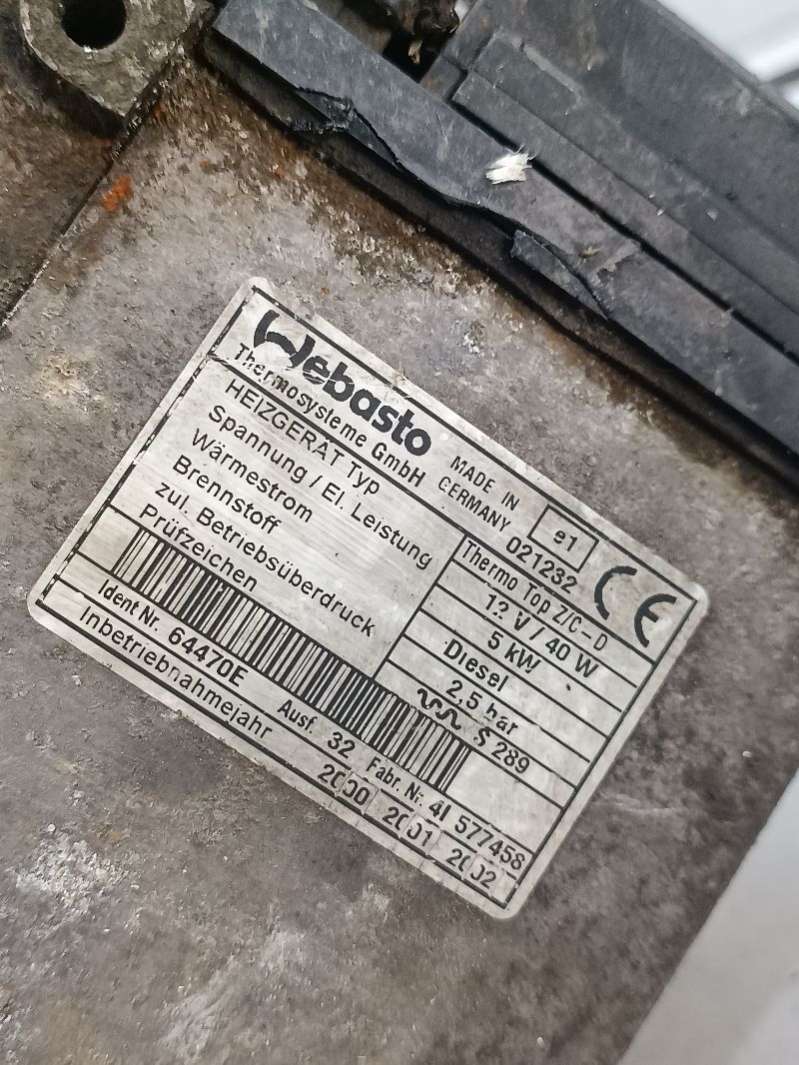 Webasto
Thermosysteme GmbH
MADE IN
GERMANY
e1
021232
CE
HEIZGERÄT Typ
Thermo Top Z/C-D
Spannung / El. Leistung
12 V / 40 W
Wärmestrom
5 kW
Brennstoff
Diesel
zul. Betriebsüberdruck
2,5 bar
Prüfzeichen
S 289
Ident Nr. 64470E Ausf. 32 Fabr. Nr. 41 577458
Inbetriebnahmejahr 2000 2001 2002